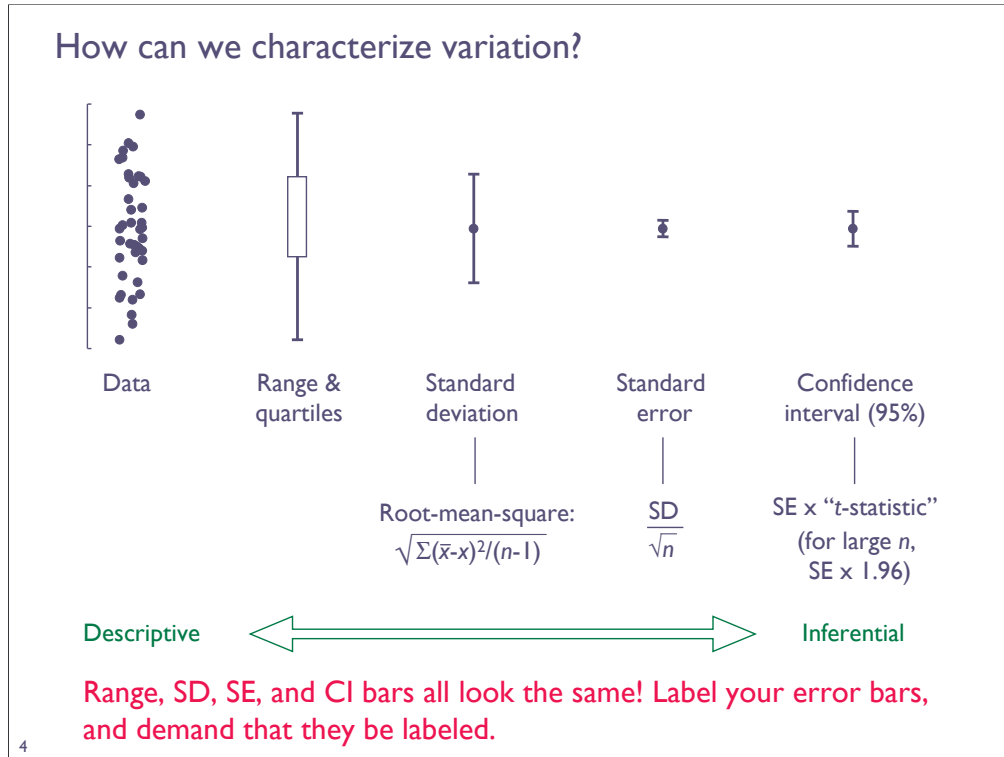 How can we characterize variation?
Data
Range &
quartiles
Standard
deviation
Standard
error
Confidence
interval (95%)
Root-mean-square:
√Σ(x̄-x)²/(n-1)
SD
√n
SE x “t-statistic”
(for large n,
SE x 1.96)
Descriptive
Inferential
Range, SD, SE, and CI bars all look the same! Label your error bars,
and demand that they be labeled.
4